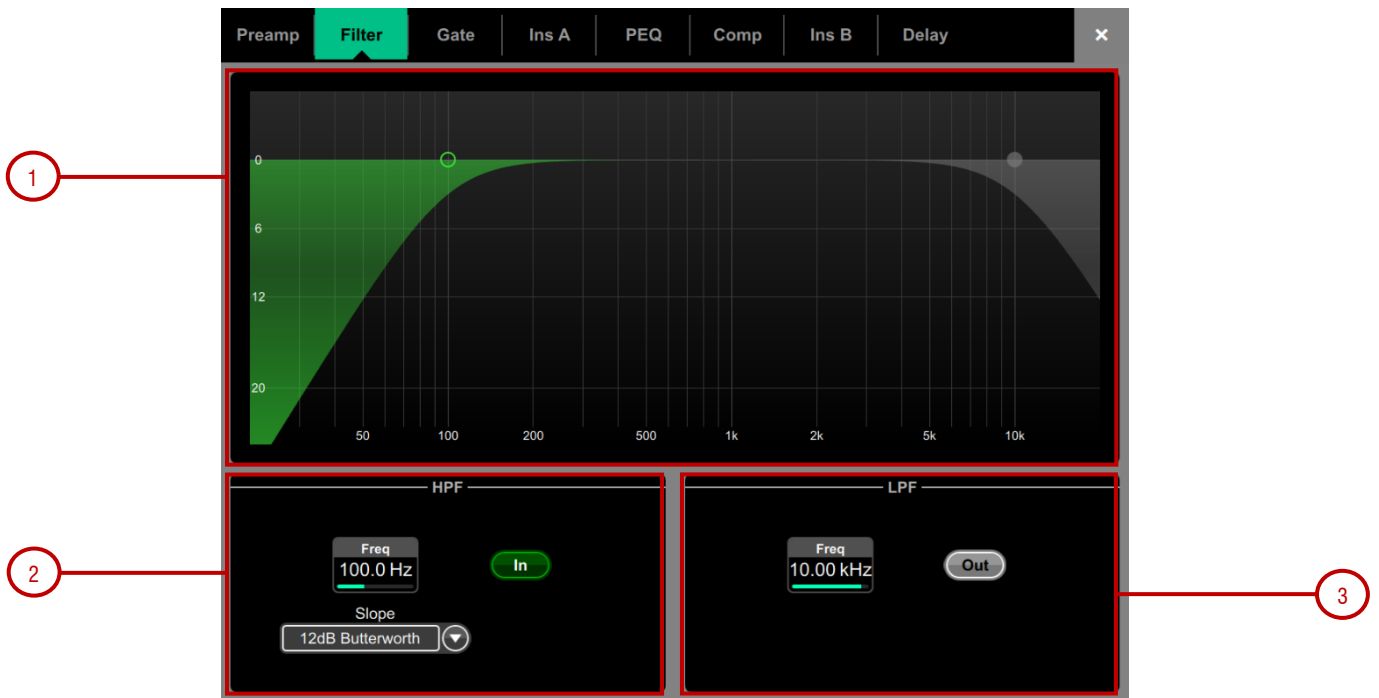 Preamp Filter Gate Ins A PEQ Comp Ins B Delay ×
1
0
6
12
20
50 100 200 500 1k 2k 5k 10k
HPF
Freq
100.0 Hz
In
Slope
12dB Butterworth
2
LPF
Freq
10.00 kHz
Out
3